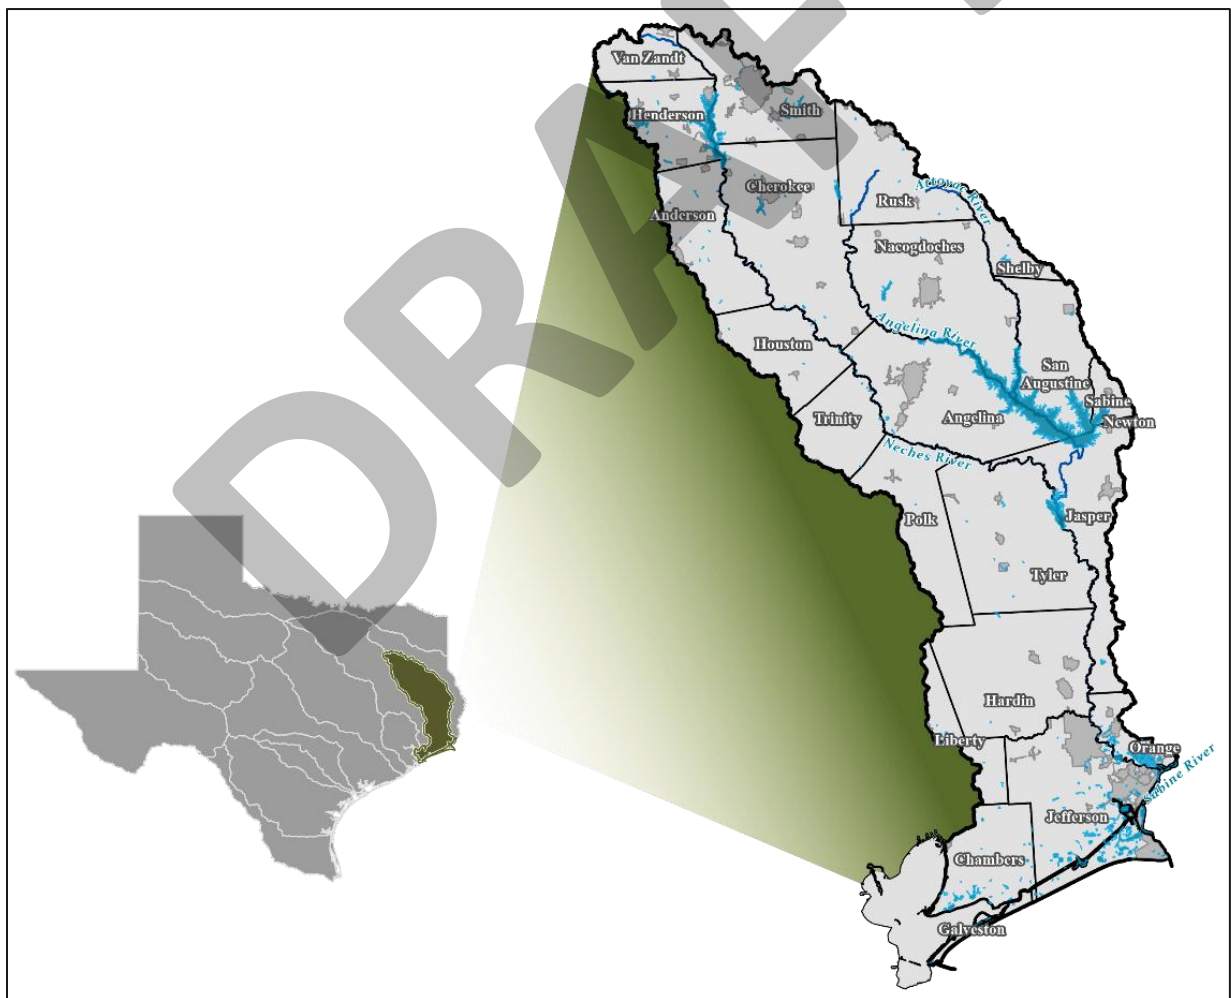 DRAFT
Van Zandt
Henderson
Smith
Cherokee
Anderson
Rusk
Attoyac River
Nacogdoches
Shelby
Houston
Angelina River
San
Augustine
Sabine
Newton
Trinity
Angelina
Neches River
Polk
Jasper
Tyler
Hardin
Liberty
Orange
Sabine River
Jefferson
Chambers
Galveston